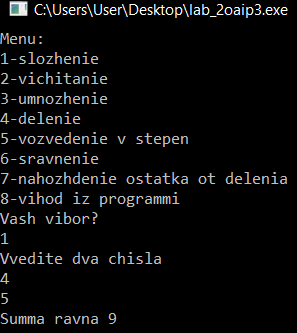 C:\Users\User\Desktop\lab_2oaip3.exe
Menu:
1-slozhenie
2-vichitanie
3-umnozhenie
4-delenie
5-vozvedenie v stepen
6-sravnenie
7-nahozhdenie ostatka ot delenia
8-vihod iz programmi
Vash vibor?
1
Vvedite dva chisla
4
5
Summa ravna 9